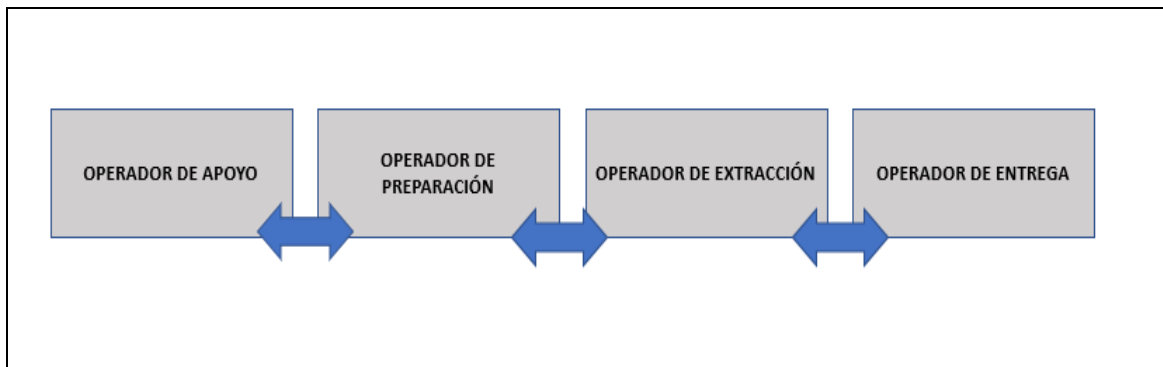 OPERADOR DE APOYO
OPERADOR DE
PREPARACIÓN
OPERADOR DE EXTRACCIÓN
OPERADOR DE ENTREGA